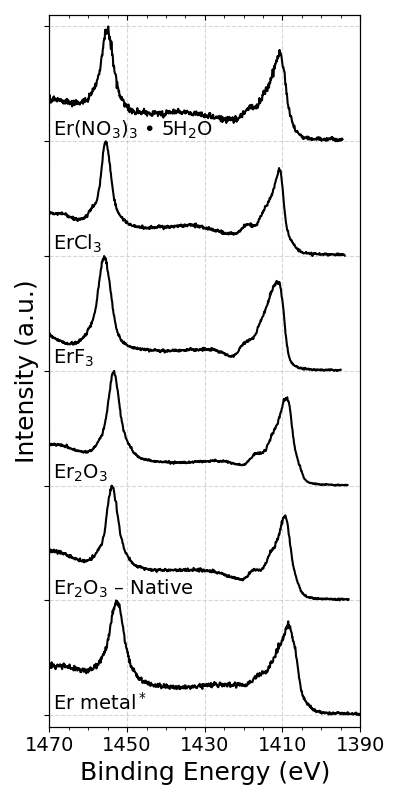 Er(NO₃)₃ • 5H₂O
ErCl₃
ErF₃
Er₂O₃
Er₂O₃ – Native
Er metal*
Intensity (a.u.)
1470 1450 1430 1410 1390
Binding Energy (eV)